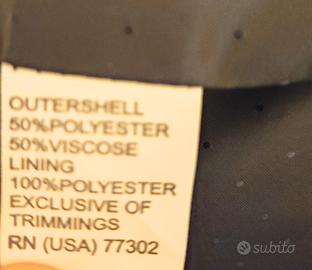 OUTERSHELL
50%POLYESTER
50%VISCOSE
LINING
100%POLYESTER
EXCLUSIVE OF
TRIMMINGS
RN (USA) 77302
subito